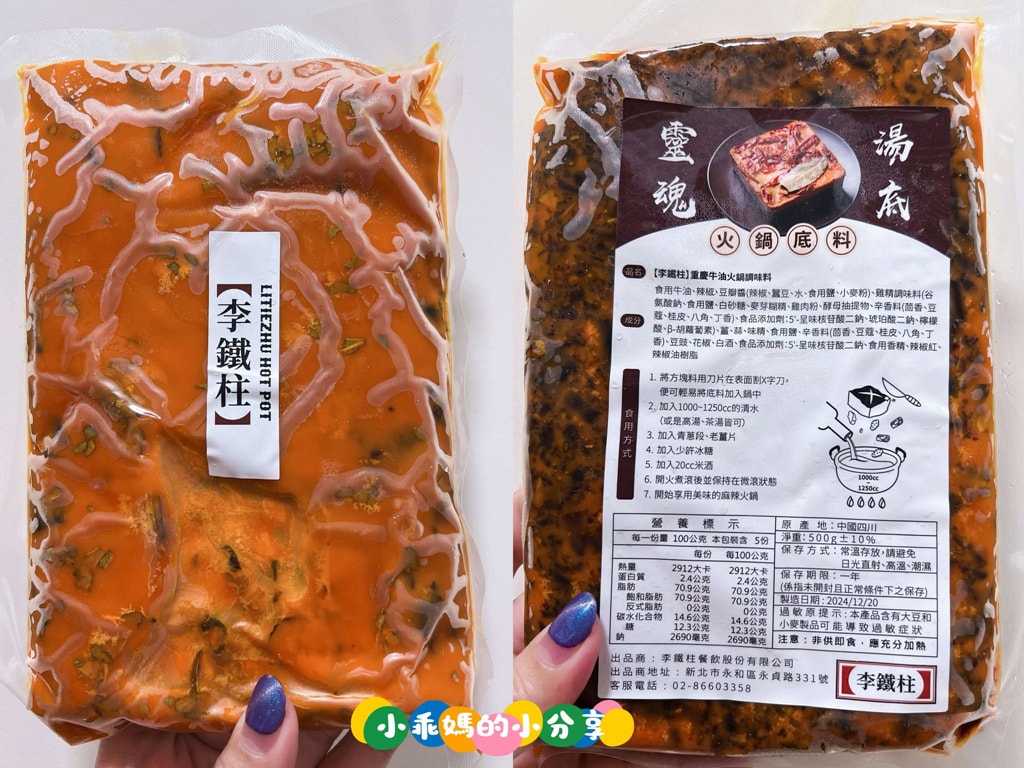 【李鐵柱】
LITHEZHU HOT POT
靈魂
湯底
火鍋底料
品名
【李鐵柱】重慶牛油火鍋調味料
成分
食用牛油、辣椒、豆瓣醬(辣椒、蠶豆、水、食用鹽、小麥粉)、雞精調味料(谷
氨酸鈉、食用鹽、白砂糖、麥芽糊精、雞肉粉、酵母抽提物、辛香料(茴香、豆
蔻、桂皮、八角、丁香)、食品添加劑:5'-呈味核苷酸二鈉、琥珀酸二鈉、檸檬
酸、β-胡蘿蔔素)、薑、蒜、味精、食用鹽、辛香料(茴香、豆蔻、桂皮、八角、丁
香)、豆豉、花椒、白酒、食品添加劑:5'-呈味核苷酸二鈉、食用香精、辣椒紅、
辣椒油樹脂
食用方式
1. 將方塊料用刀片在表面割X字刀,
便可輕易將底料加入鍋中
2. 加入1000~1250cc的清水
(或是高湯、茶湯皆可)
3. 加入青蔥段、老薑片
4. 加入少許冰糖
5. 加入20cc米酒
6. 開火煮滾後並保持在微滾狀態
7. 開始享用美味的麻辣火鍋
1000cc
~
1250cc
營養標示
每一份量 100公克 本包裝含 5份
每份 每100公克
熱量 2912大卡 2912大卡
蛋白質 2.4公克 2.4公克
脂肪 70.9公克 70.9公克
飽和脂肪 70.9公克 70.9公克
反式脂肪 0公克 0公克
碳水化合物 14.6公克 14.6公克
糖 12.3公克 12.3公克
鈉 2690毫克 2690毫克
原產地:中國四川
淨重:500g±10%
保存方式:常溫存放,請避免
日光直射、高溫、潮濕
保存期限:一年
(係指未開封且正常條件下之保存)
製造日期:2024/12/20
過敏原提示:本產品含有大豆和
小麥製品可能導致過敏症狀
注意:非供即食,應充分加熱
出品商:李鐵柱餐飲股份有限公司
出品商地址:新北市永和區永貞路331號
客服電話:02-86603358
【李鐵柱】
小乖媽的小分享